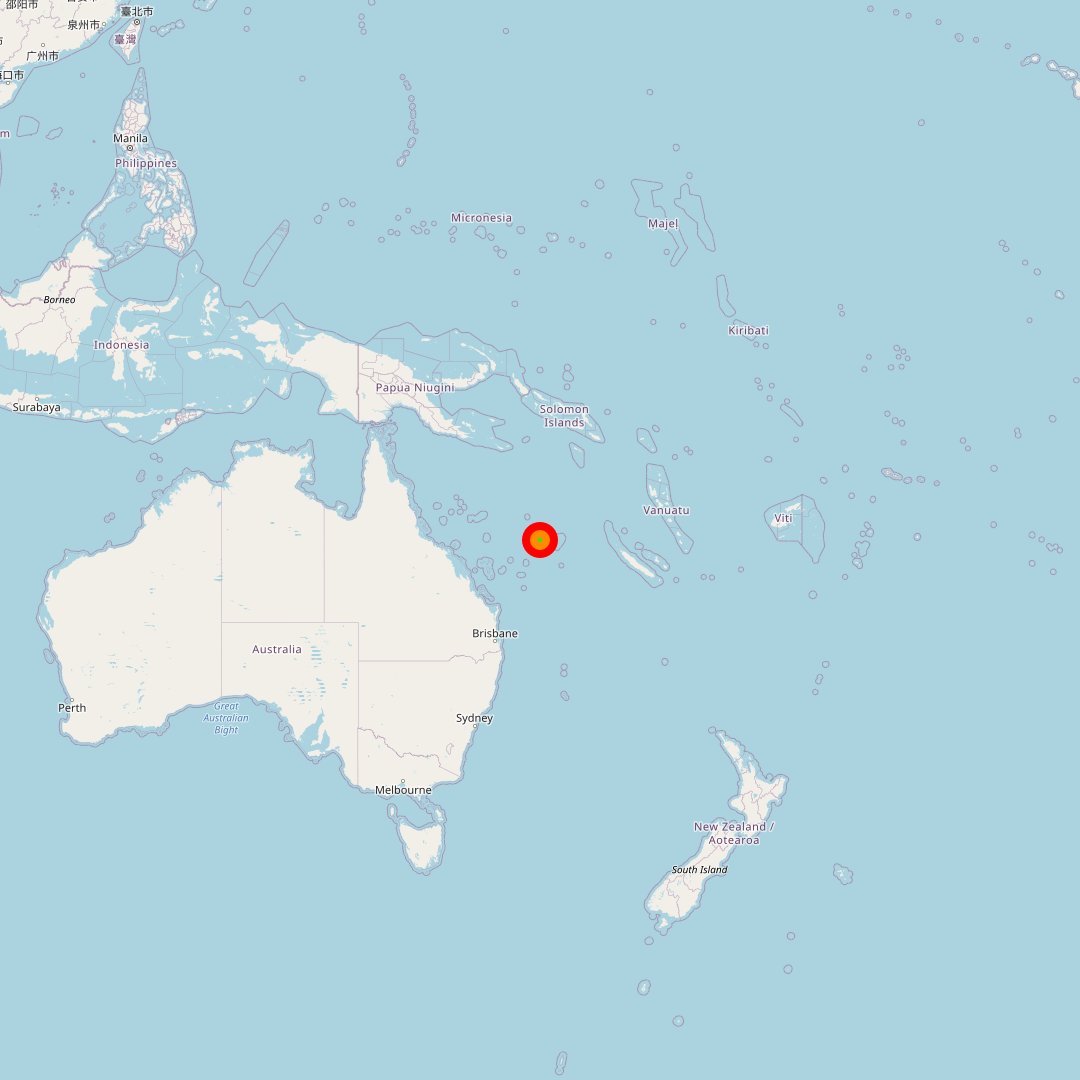 邵阳市
臺北市
泉州市
臺灣
广州市
海口市
m
Manila
Philippines
Micronesia
Majel
Borneo
Kiribati
Indonesia
Papua Niugini
Surabaya
Solomon
Islands
Vanuatu
Viti
Brisbane
Australia
Perth
Great
Australian
Bight
Sydney
Melbourne
New Zealand /
Aotearoa
South Island